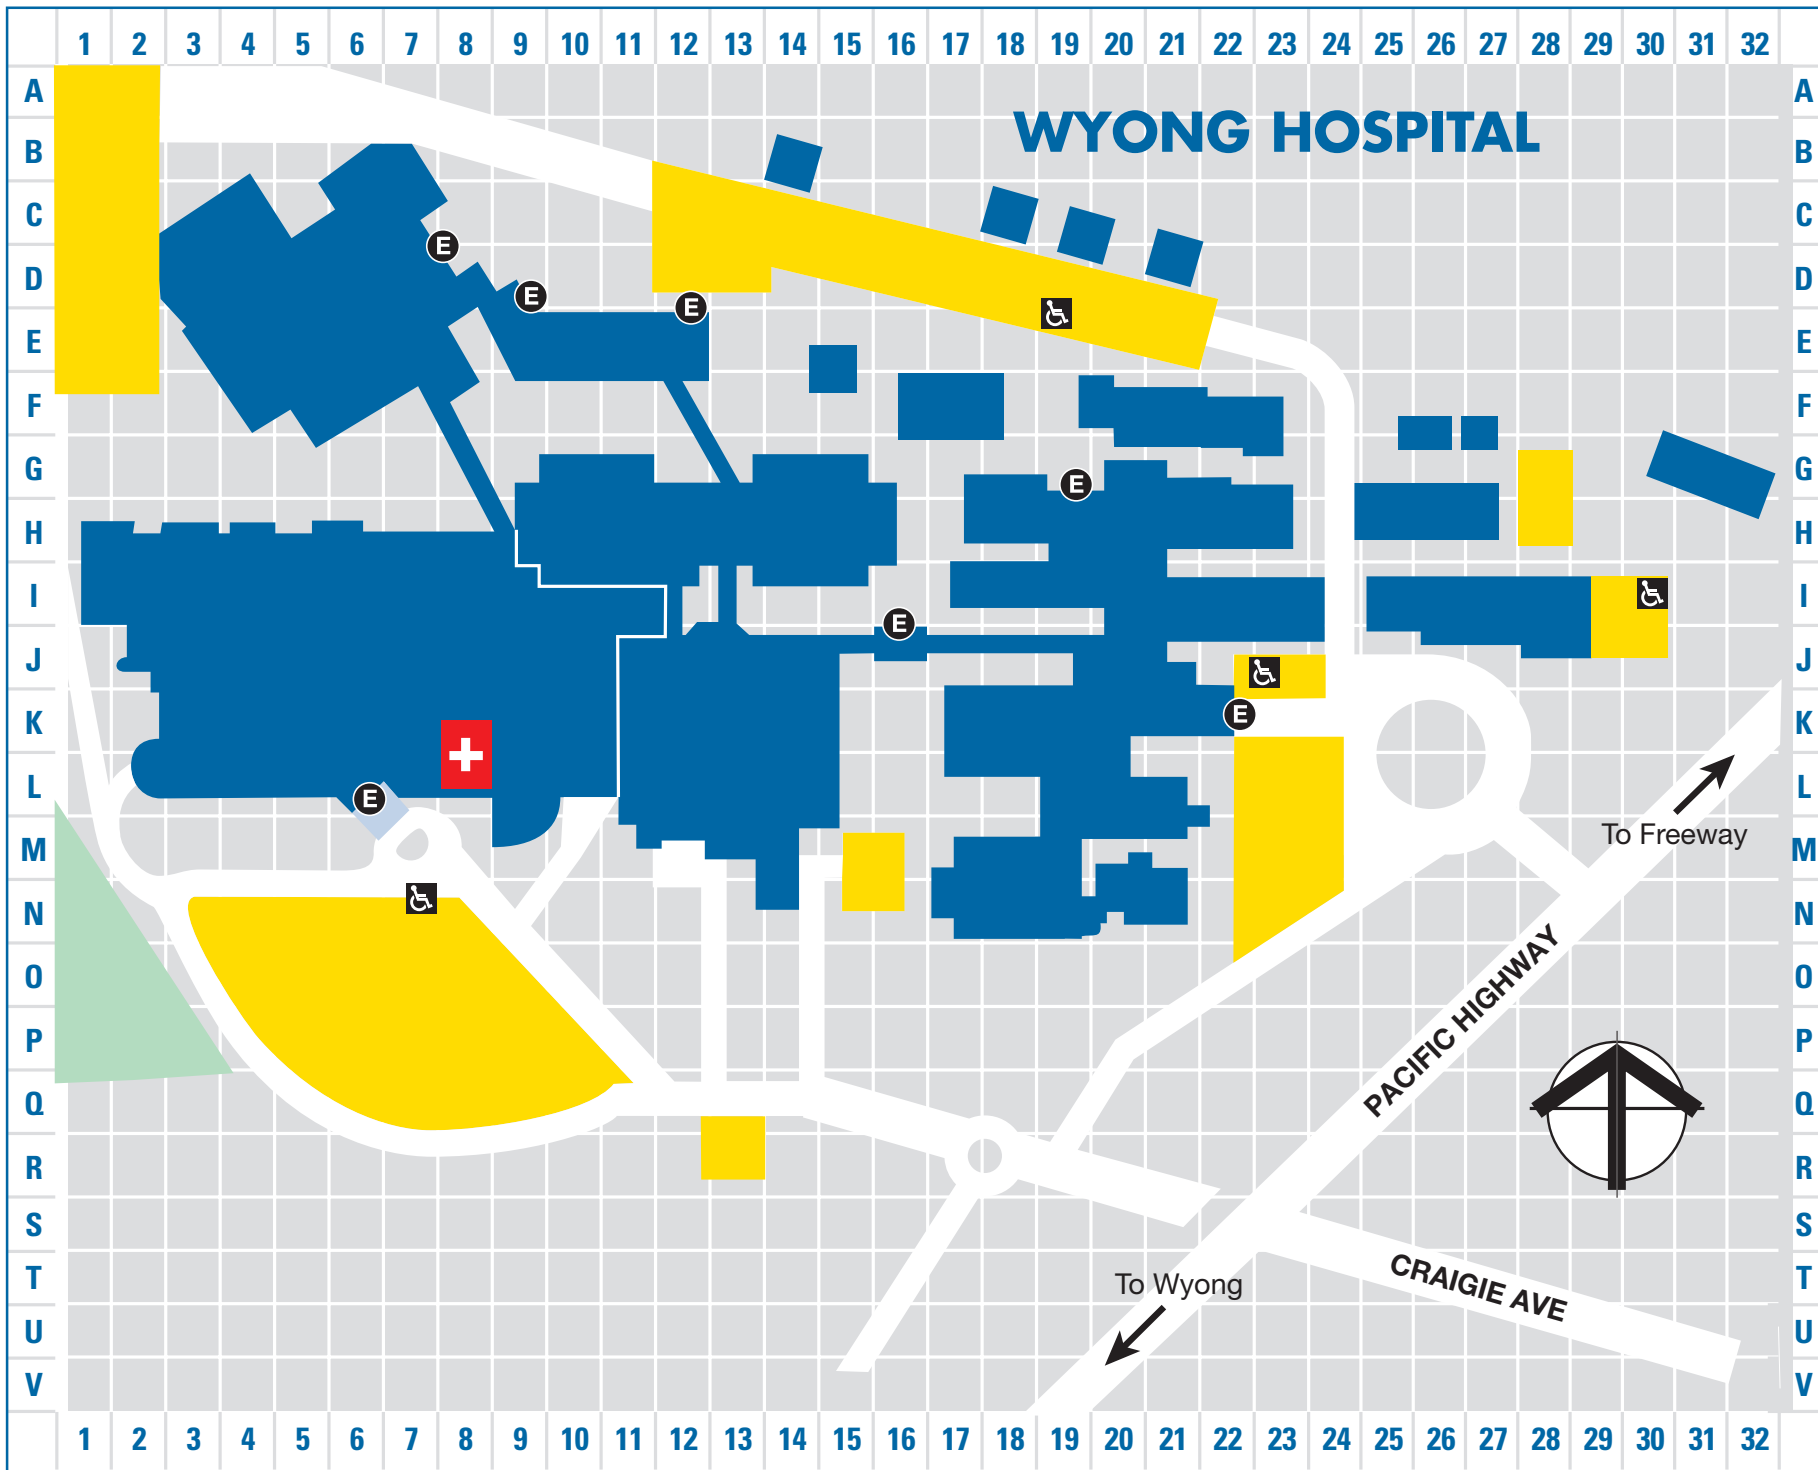 1 2 3 4 5 6 7 8 9 10 11 12 13 14 15 16 17 18 19 20 21 22 23 24 25 26 27 28 29 30 31 32
A A
WYONG HOSPITAL
B B
C C
E
D D
E
E
E E
F F
G G
E
H H
I I
E
J J
K K
E
L L
E
To Freeway
M M
N N
O O
PACIFIC HIGHWAY
P P
Q Q
R R
S S
T T
To Wyong
CRAIGIE AVE
U U
V V
1 2 3 4 5 6 7 8 9 10 11 12 13 14 15 16 17 18 19 20 21 22 23 24 25 26 27 28 29 30 31 32